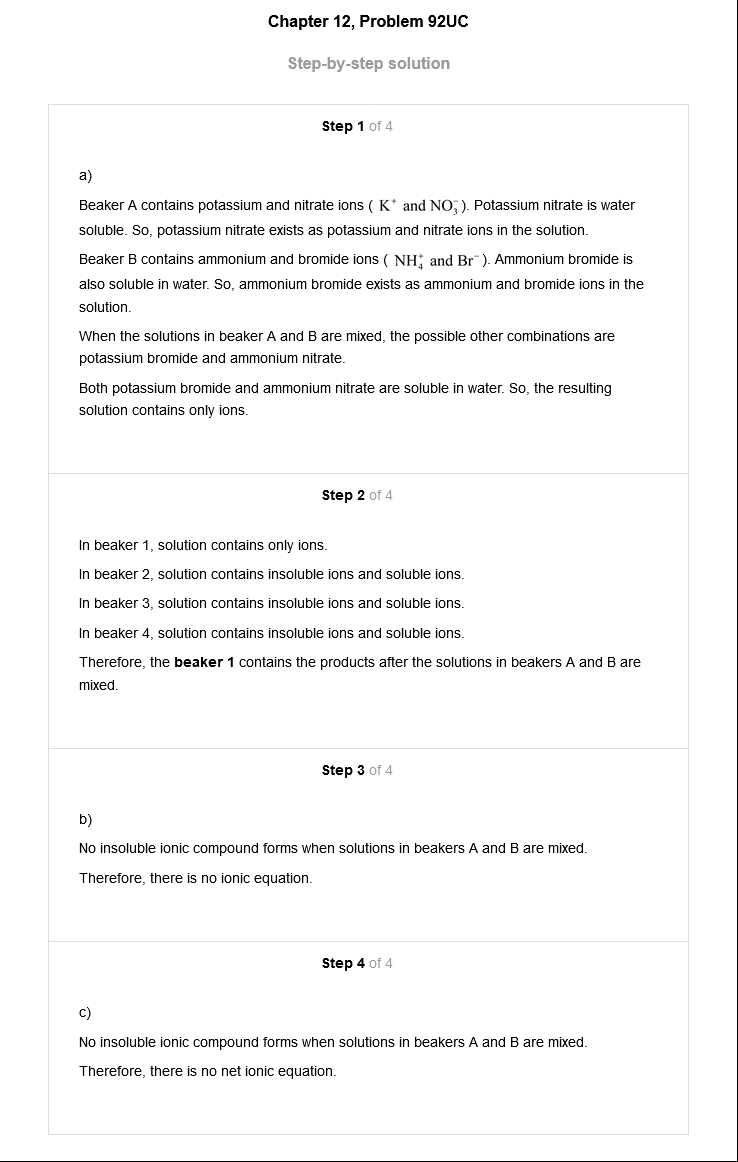 Chapter 12, Problem 92UC
Step-by-step solution
Step 1 of 4
a)
Beaker A contains potassium and nitrate ions ( K⁺ and NO₃⁻). Potassium nitrate is water
soluble. So, potassium nitrate exists as potassium and nitrate ions in the solution.
Beaker B contains ammonium and bromide ions ( NH₄⁺ and Br⁻). Ammonium bromide is
also soluble in water. So, ammonium bromide exists as ammonium and bromide ions in the
solution.
When the solutions in beaker A and B are mixed, the possible other combinations are
potassium bromide and ammonium nitrate.
Both potassium bromide and ammonium nitrate are soluble in water. So, the resulting
solution contains only ions.
Step 2 of 4
In beaker 1, solution contains only ions.
In beaker 2, solution contains insoluble ions and soluble ions.
In beaker 3, solution contains insoluble ions and soluble ions.
In beaker 4, solution contains insoluble ions and soluble ions.
Therefore, the beaker 1 contains the products after the solutions in beakers A and B are
mixed.
Step 3 of 4
b)
No insoluble ionic compound forms when solutions in beakers A and B are mixed.
Therefore, there is no ionic equation.
Step 4 of 4
c)
No insoluble ionic compound forms when solutions in beakers A and B are mixed.
Therefore, there is no net ionic equation.